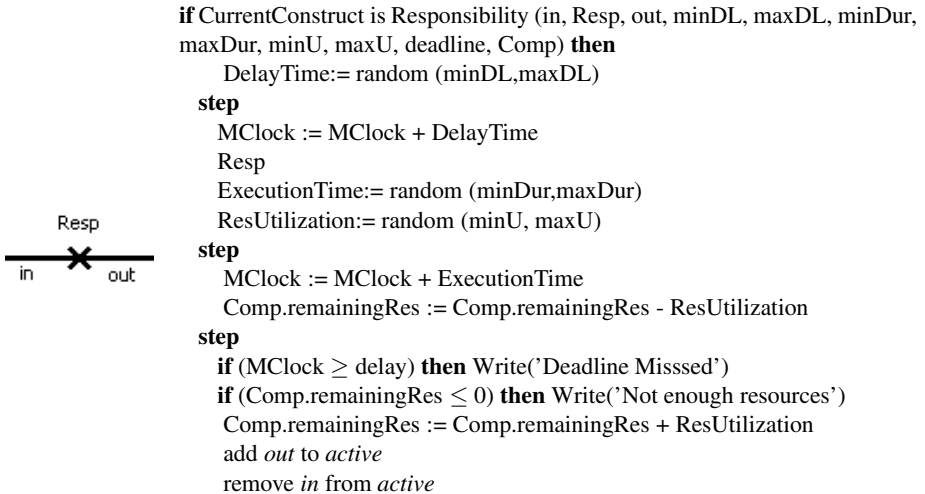 if CurrentConstruct is Responsibility (in, Resp, out, minDL, maxDL, minDur,
maxDur, minU, maxU, deadline, Comp) then
DelayTime:= random (minDL,maxDL)
step
MClock := MClock + DelayTime
Resp
ExecutionTime:= random (minDur,maxDur)
ResUtilization:= random (minU, maxU)
step
MClock := MClock + ExecutionTime
Comp.remainingRes := Comp.remainingRes - ResUtilization
step
if (MClock ≥ delay) then Write('Deadline Misssed')
if (Comp.remainingRes ≤ 0) then Write('Not enough resources')
Comp.remainingRes := Comp.remainingRes + ResUtilization
add out to active
remove in from active
Resp
in out